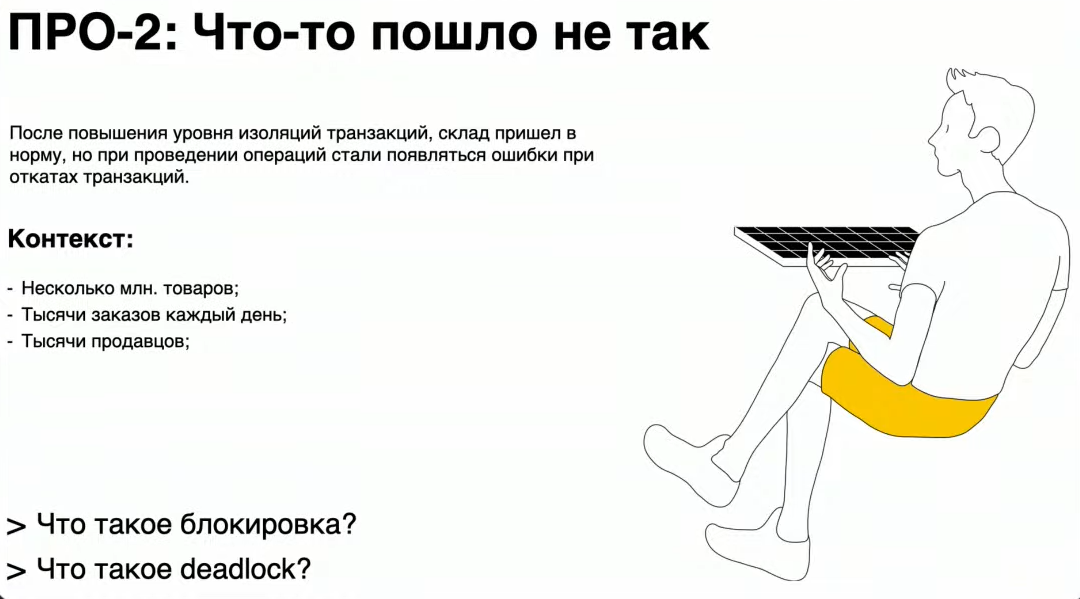 ПРО-2: Что-то пошло не так
После повышения уровня изоляций транзакций, склад пришел в
норму, но при проведении операций стали появляться ошибки при
откатах транзакций.
Контекст:
- Несколько млн. товаров;
- Тысячи заказов каждый день;
- Тысячи продавцов;
> Что такое блокировка?
> Что такое deadlock?